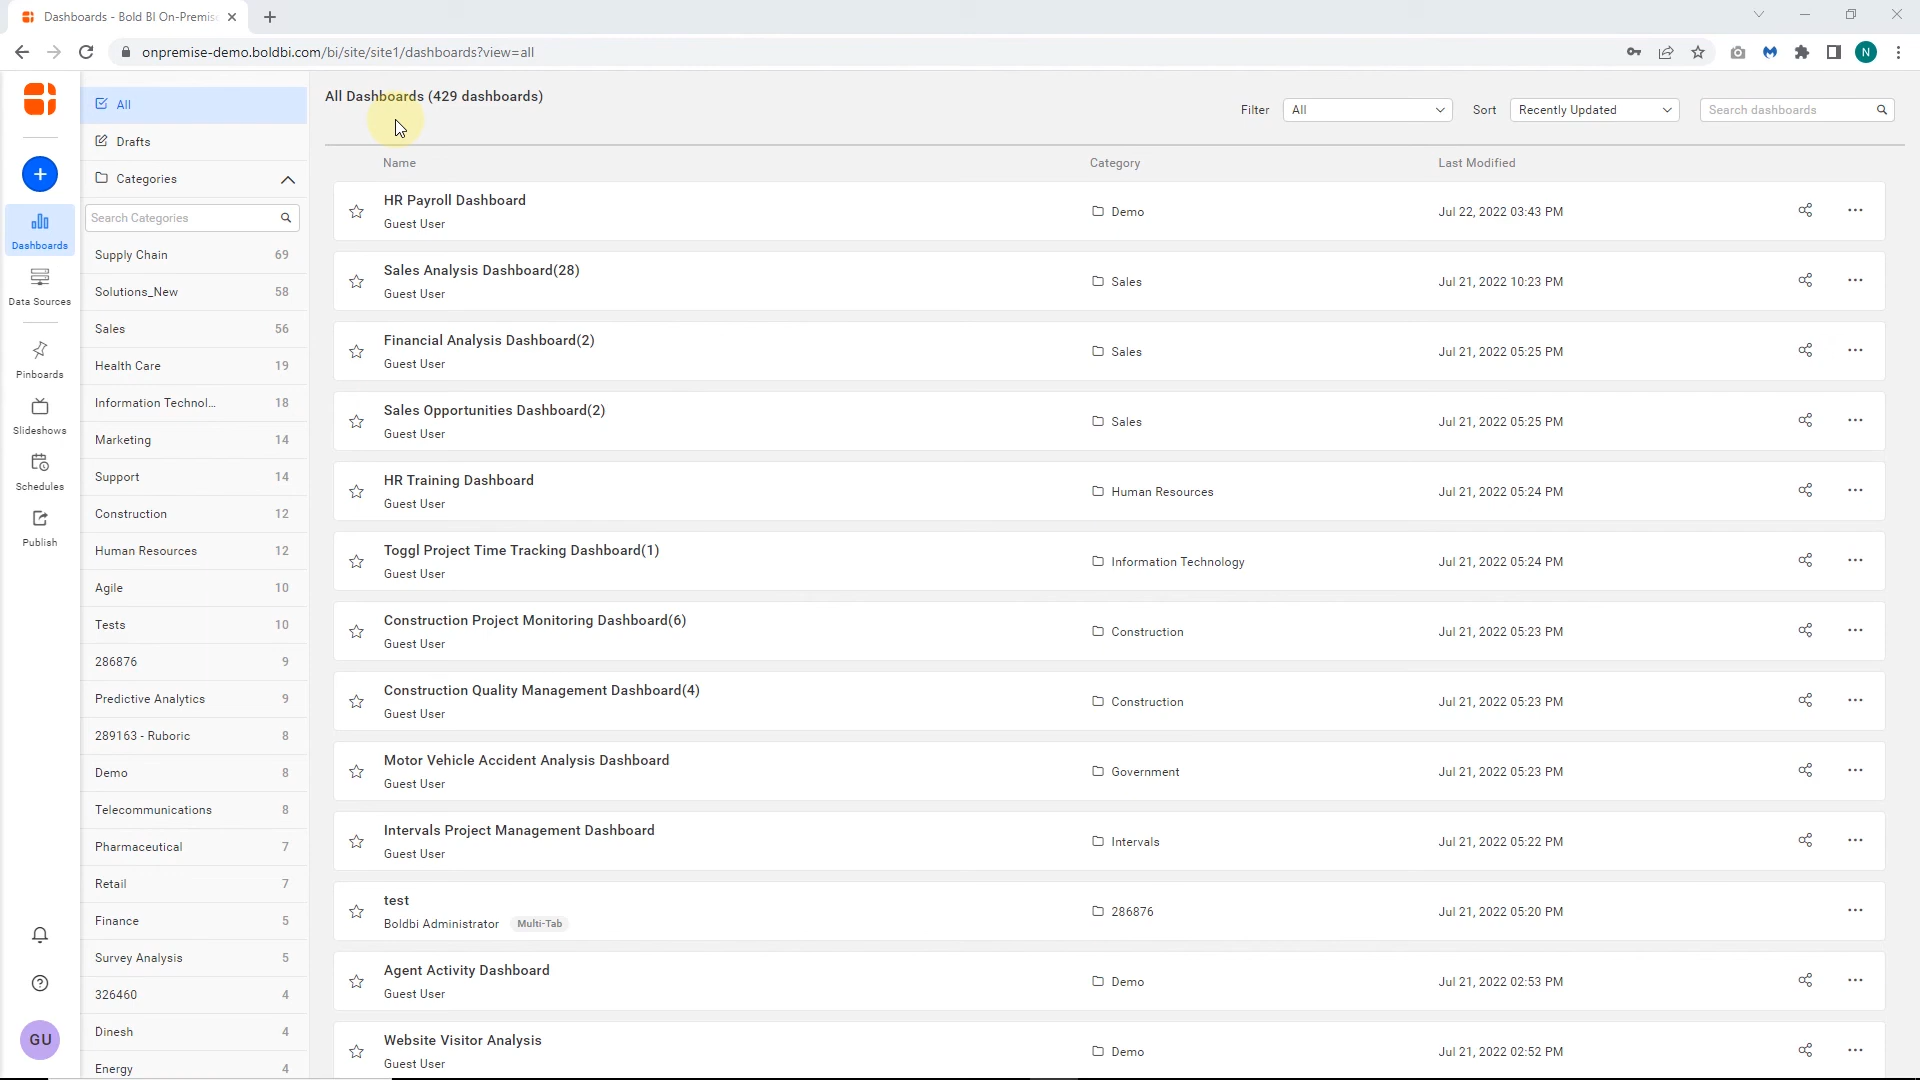 Dashboards - Bold BI On-Premis
onpremise-demo.boldbi.com/bi/site/site1/dashboards?view=all
N
Dashboards
Data Sources
Pinboards
Slideshows
Schedules
Publish
GU
All
Drafts
Categories
Search Categories
Supply Chain 69
Solutions_New 58
Sales 56
Health Care 19
Information Technol... 18
Marketing 14
Support 14
Construction 12
Human Resources 12
Agile 10
Tests 10
286876 9
Predictive Analytics 9
289163 - Ruboric 8
Demo 8
Telecommunications 8
Pharmaceutical 7
Retail 7
Finance 5
Survey Analysis 5
326460 4
Dinesh 4
Energy 4
All Dashboards (429 dashboards)
Filter All Sort Recently Updated Search dashboards
Name Category Last Modified
HR Payroll Dashboard
Guest User
Demo Jul 22, 2022 03:43 PM
Sales Analysis Dashboard(28)
Guest User
Sales Jul 21, 2022 10:23 PM
Financial Analysis Dashboard(2)
Guest User
Sales Jul 21, 2022 05:25 PM
Sales Opportunities Dashboard(2)
Guest User
Sales Jul 21, 2022 05:25 PM
HR Training Dashboard
Guest User
Human Resources Jul 21, 2022 05:24 PM
Toggl Project Time Tracking Dashboard(1)
Guest User
Information Technology Jul 21, 2022 05:24 PM
Construction Project Monitoring Dashboard(6)
Guest User
Construction Jul 21, 2022 05:23 PM
Construction Quality Management Dashboard(4)
Guest User
Construction Jul 21, 2022 05:23 PM
Motor Vehicle Accident Analysis Dashboard
Guest User
Government Jul 21, 2022 05:23 PM
Intervals Project Management Dashboard
Guest User
Intervals Jul 21, 2022 05:22 PM
test
Boldbi Administrator Multi-Tab
286876 Jul 21, 2022 05:20 PM
Agent Activity Dashboard
Guest User
Demo Jul 21, 2022 02:53 PM
Website Visitor Analysis
Guest User
Demo Jul 21, 2022 02:52 PM